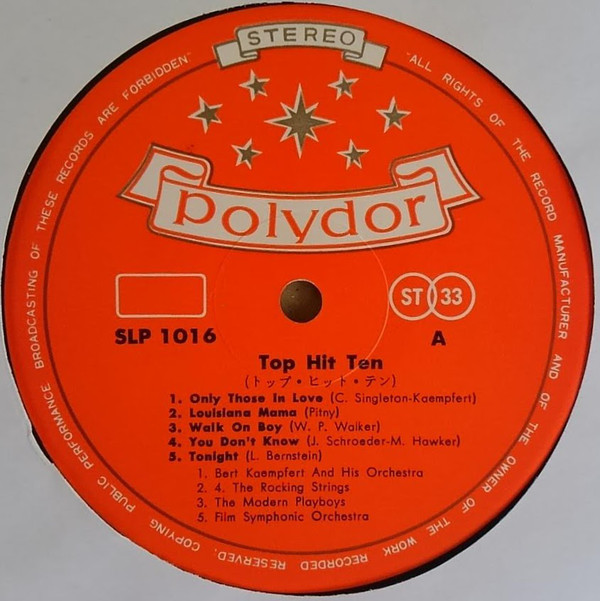 STEREO
polydor
ST 33
SLP 1016
A
Top Hit Ten
(トップ・ヒット・テン)
1. Only Those In Love (C. Singleton-Kaempfert)
2. Louisiana Mama (Pitny)
3. Walk On Boy (W. P. Walker)
4. You Don't Know (J. Schroeder-M. Hawker)
5. Tonight (L. Bernstein)
1. Bert Kaempfert And His Orchestra
2. 4. The Rocking Strings
3. The Modern Playboys
5. Film Symphonic Orchestra
"ALL RIGHTS OF THE RECORD MANUFACTURER AND OF THE OWNER OF THE WORK RECORDED RESERVED. COPYING PUBLIC PERFORMANCE BROADCASTING OF THESE RECORDS ARE FORBIDDEN"